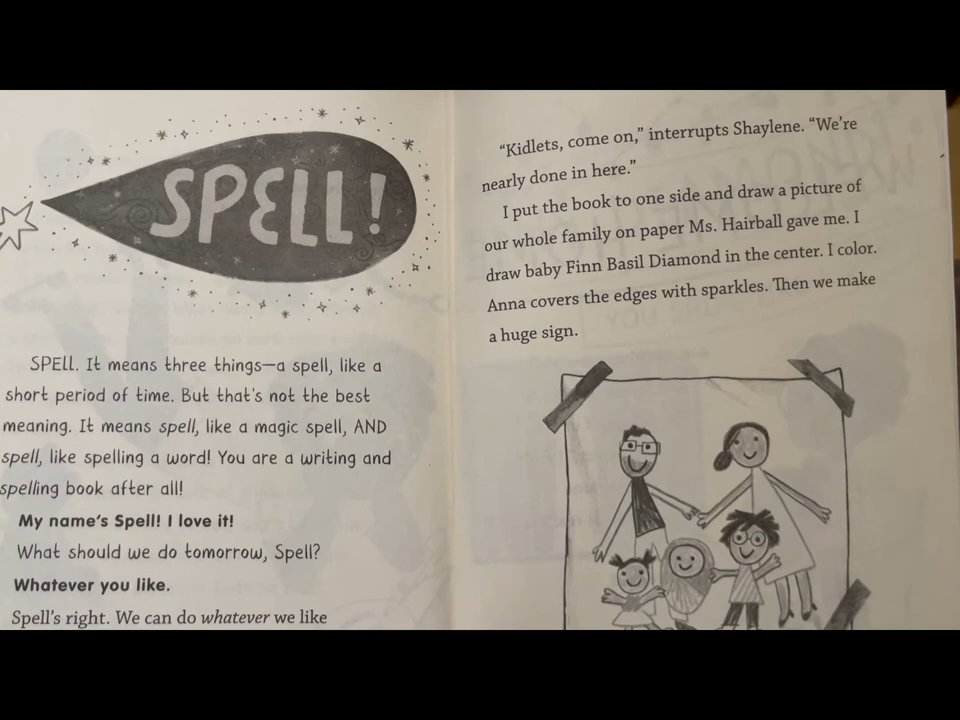 SPELL!
SPELL. It means three things—a spell, like a
short period of time. But that's not the best
meaning. It means spell, like a magic spell, AND
spell, like spelling a word! You are a writing and
spelling book after all!
My name's Spell! I love it!
What should we do tomorrow, Spell?
Whatever you like.
Spell's right. We can do whatever we like
"Kidlets, come on," interrupts Shaylene. "We're
nearly done in here."
I put the book to one side and draw a picture of
our whole family on paper Ms. Hairball gave me. I
draw baby Finn Basil Diamond in the center. I color.
Anna covers the edges with sparkles. Then we make
a huge sign.